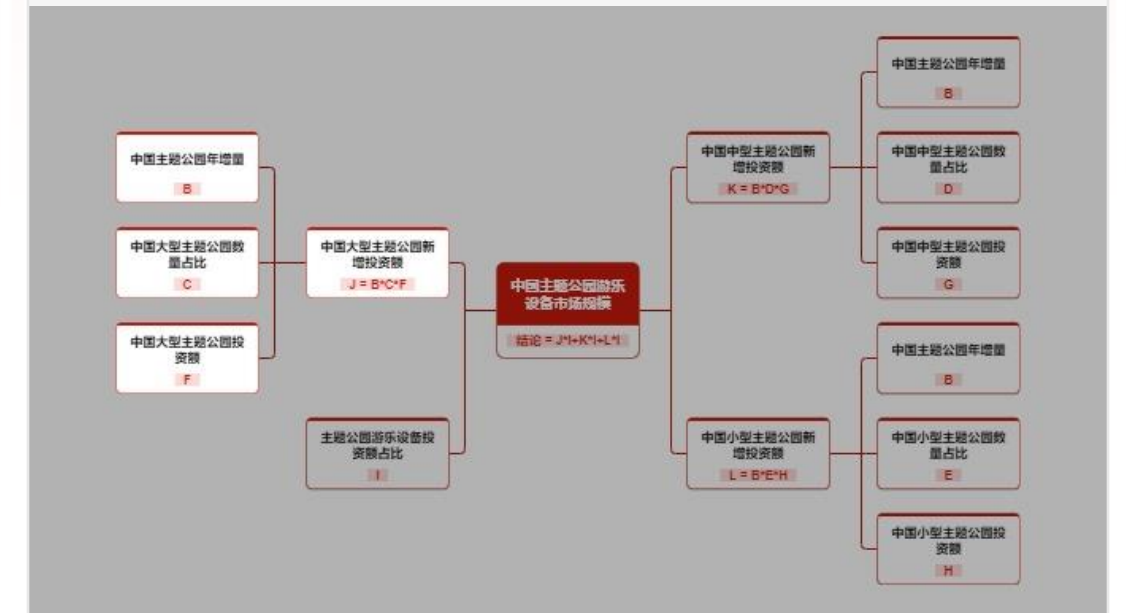 中国主题公园年增量
B
中国大型主题公园数
量占比
C
中国大型主题公园投
资额
F
中国大型主题公园新
增投资额
J = B*C*F
主题公园游乐设备投
资额占比
I
中国主题公园游乐
设备市场规模
结论 = J*I+K*I+L*I
中国中型主题公园新
增投资额
K = B*D*G
中国主题公园年增量
B
中国中型主题公园数
量占比
D
中国中型主题公园投
资额
G
中国小型主题公园新
增投资额
L = B*E*H
中国主题公园年增量
B
中国小型主题公园数
量占比
E
中国小型主题公园投
资额
H